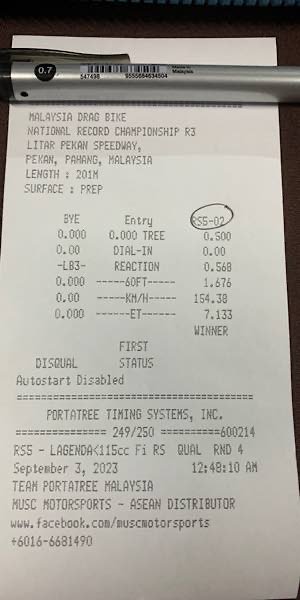 0.7
547498 9555684634504
Made in
Malaysia
MALAYSIA DRAG BIKE
NATIONAL RECORD CHAMPIONSHIP R3
LITAR PEKAN SPEEDWAY,
PEKAN, PAHANG, MALAYSIA
LENGTH : 201M
SURFACE : PREP
BYE Entry RS5-02
0.000 0.000 TREE 0.500
0.00 DIAL-IN 0.00
-LB3- REACTION 0.568
0.000 -----60FT----- 1.676
0.00 -----KM/H----- 154.38
0.000 ------ET------ 7.133
WINNER
FIRST
DISQUAL STATUS
Autostart Disabled
========================================
PORTATREE TIMING SYSTEMS, INC.
=============== 249/250 ==========600214
RS5 - LAGENDA<115cc Fi RS QUAL RND 4
September 3, 2023 12:48:10 AM
TEAM PORTATREE MALAYSIA
MUSC MOTORSPORTS - ASEAN DISTRIBUTOR
www.facebook.com/muscmotorsports
+6016-6681490